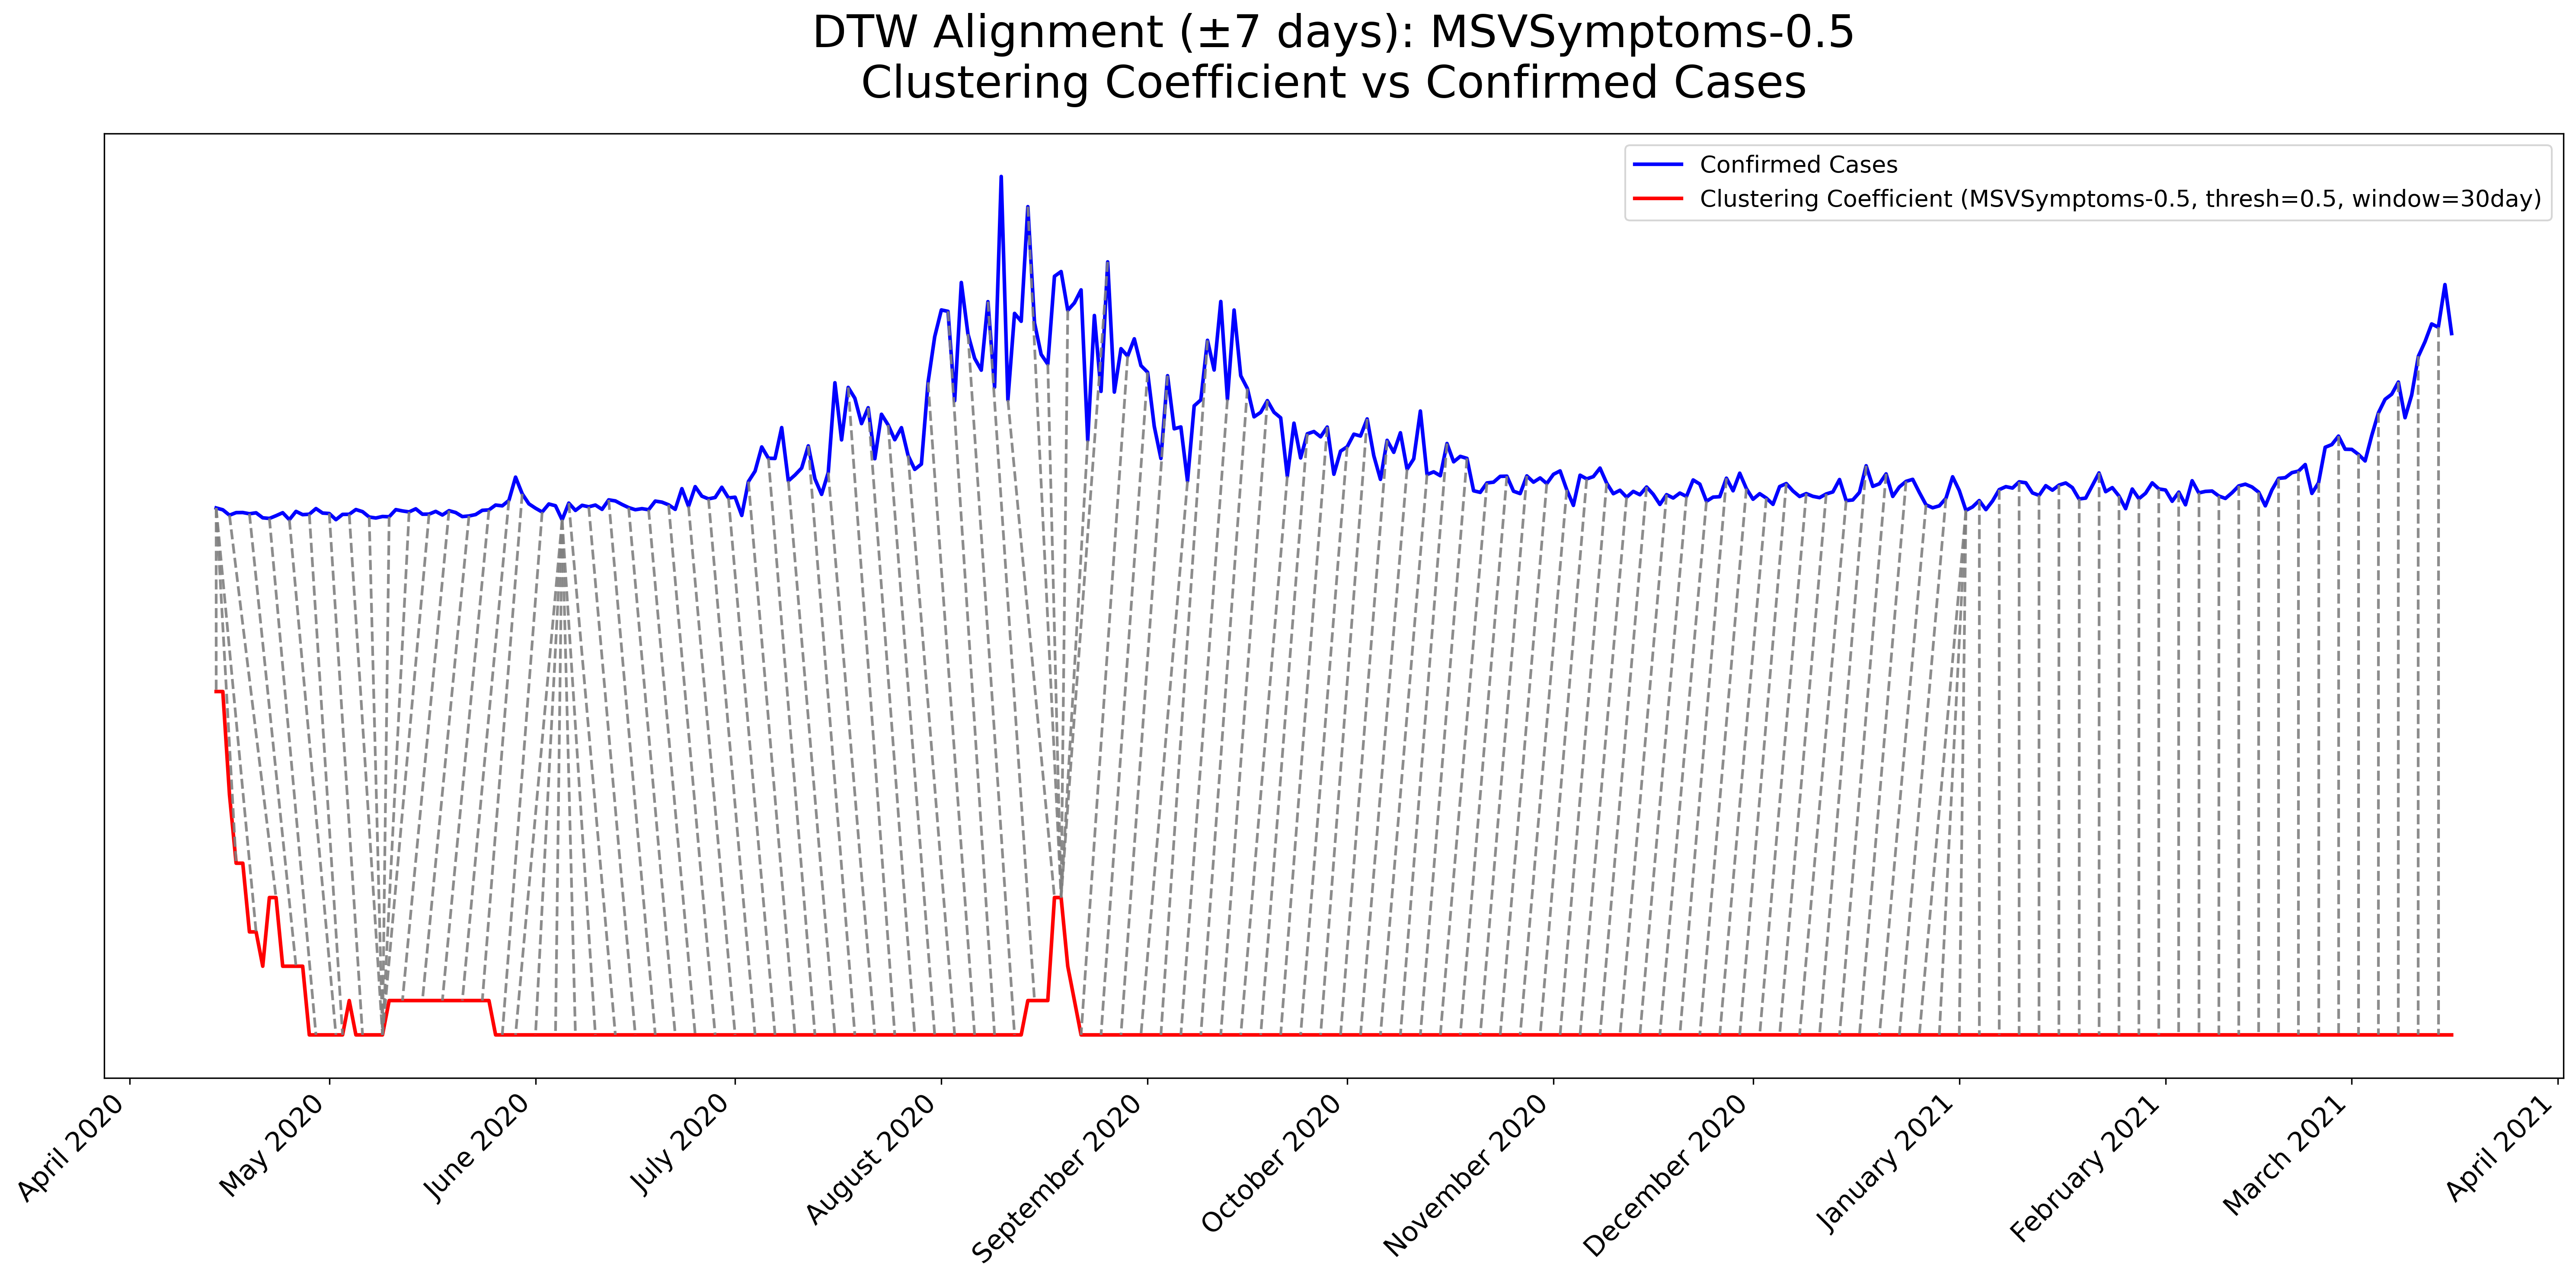 DTW Alignment (±7 days): MSVSymptoms-0.5
Clustering Coefficient vs Confirmed Cases
Confirmed Cases
Clustering Coefficient (MSVSymptoms-0.5, thresh=0.5, window=30day)
April 2020
May 2020
June 2020
July 2020
August 2020
September 2020
October 2020
November 2020
December 2020
January 2021
February 2021
March 2021
April 2021